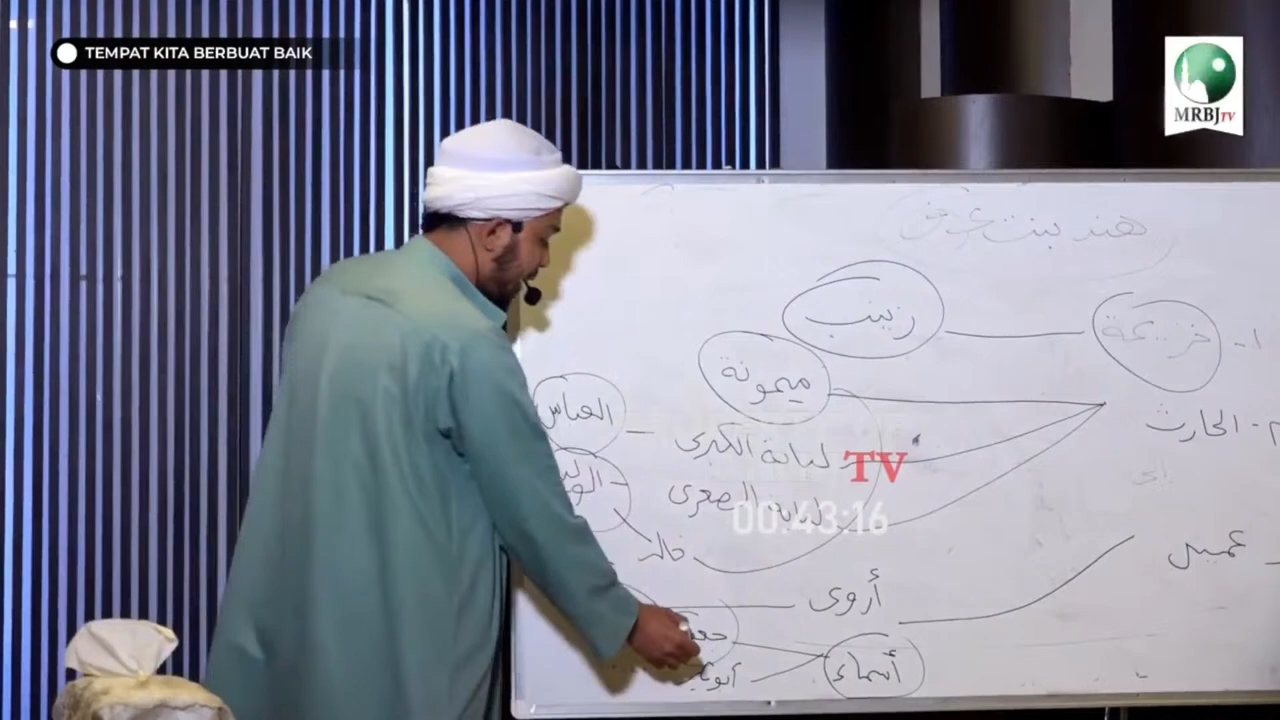 TEMPAT KITA BERBUAT BAIK
MRBJ TV
هند بنت عوف
زينب
خزيمة
١-
ميمونة
العباس
لبابة الكبرى
الحارث
TV
لبابة الصغرى
00:43:16
خالد
عميس
أروى
أسماء